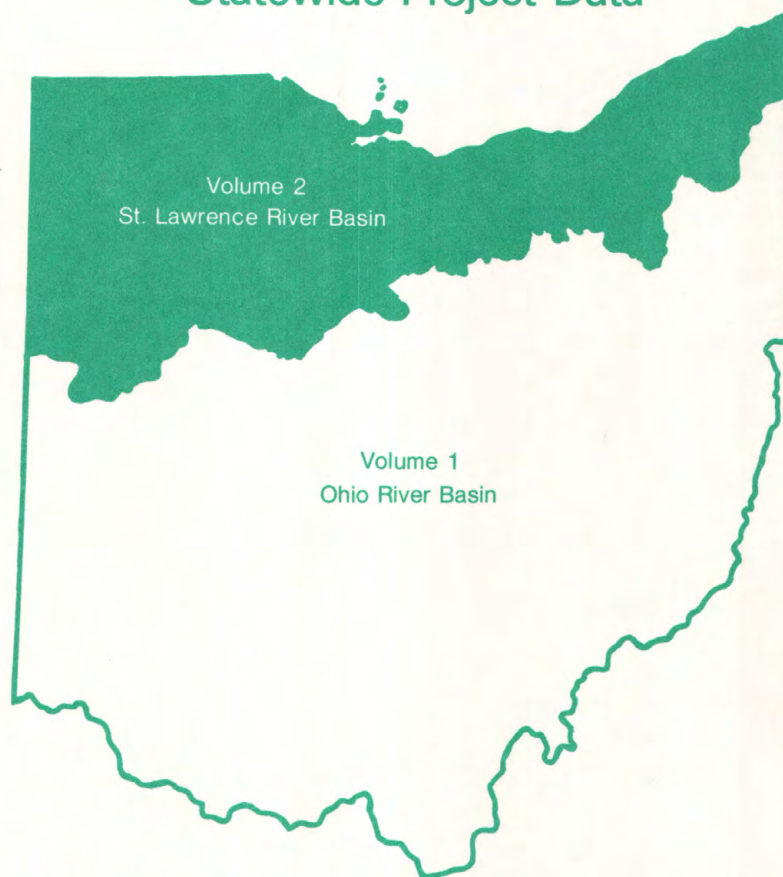 Statewide Project Data
Volume 2
St. Lawrence River Basin
Volume 1
Ohio River Basin